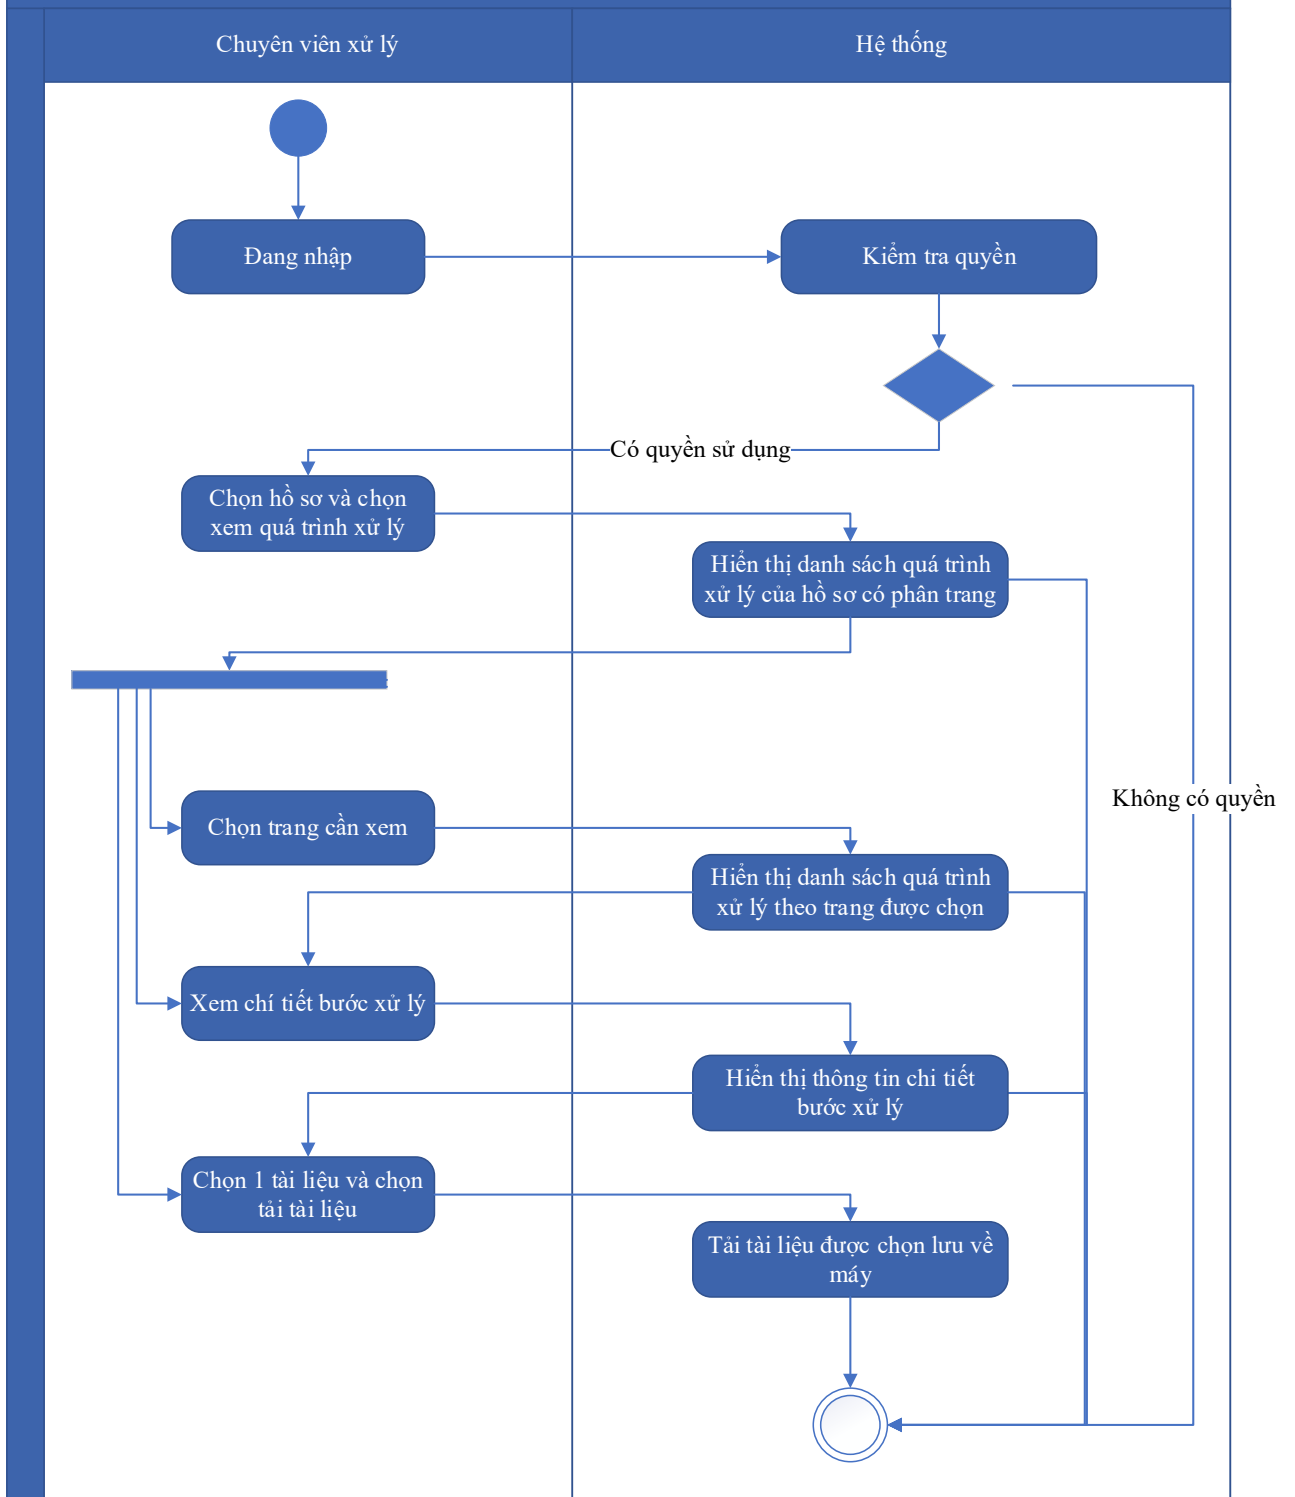 Chuyên viên xử lý
Hệ thống
Đang nhập
Kiểm tra quyền
Có quyền sử dụng
Chọn hồ sơ và chọn
xem quá trình xử lý
Hiển thị danh sách quá trình
xử lý của hồ sơ có phân trang
Không có quyền
Chọn trang cần xem
Hiển thị danh sách quá trình
xử lý theo trang được chọn
Xem chí tiết bước xử lý
Hiển thị thông tin chi tiết
bước xử lý
Chọn 1 tài liệu và chọn
tải tài liệu
Tải tài liệu được chọn lưu về
máy